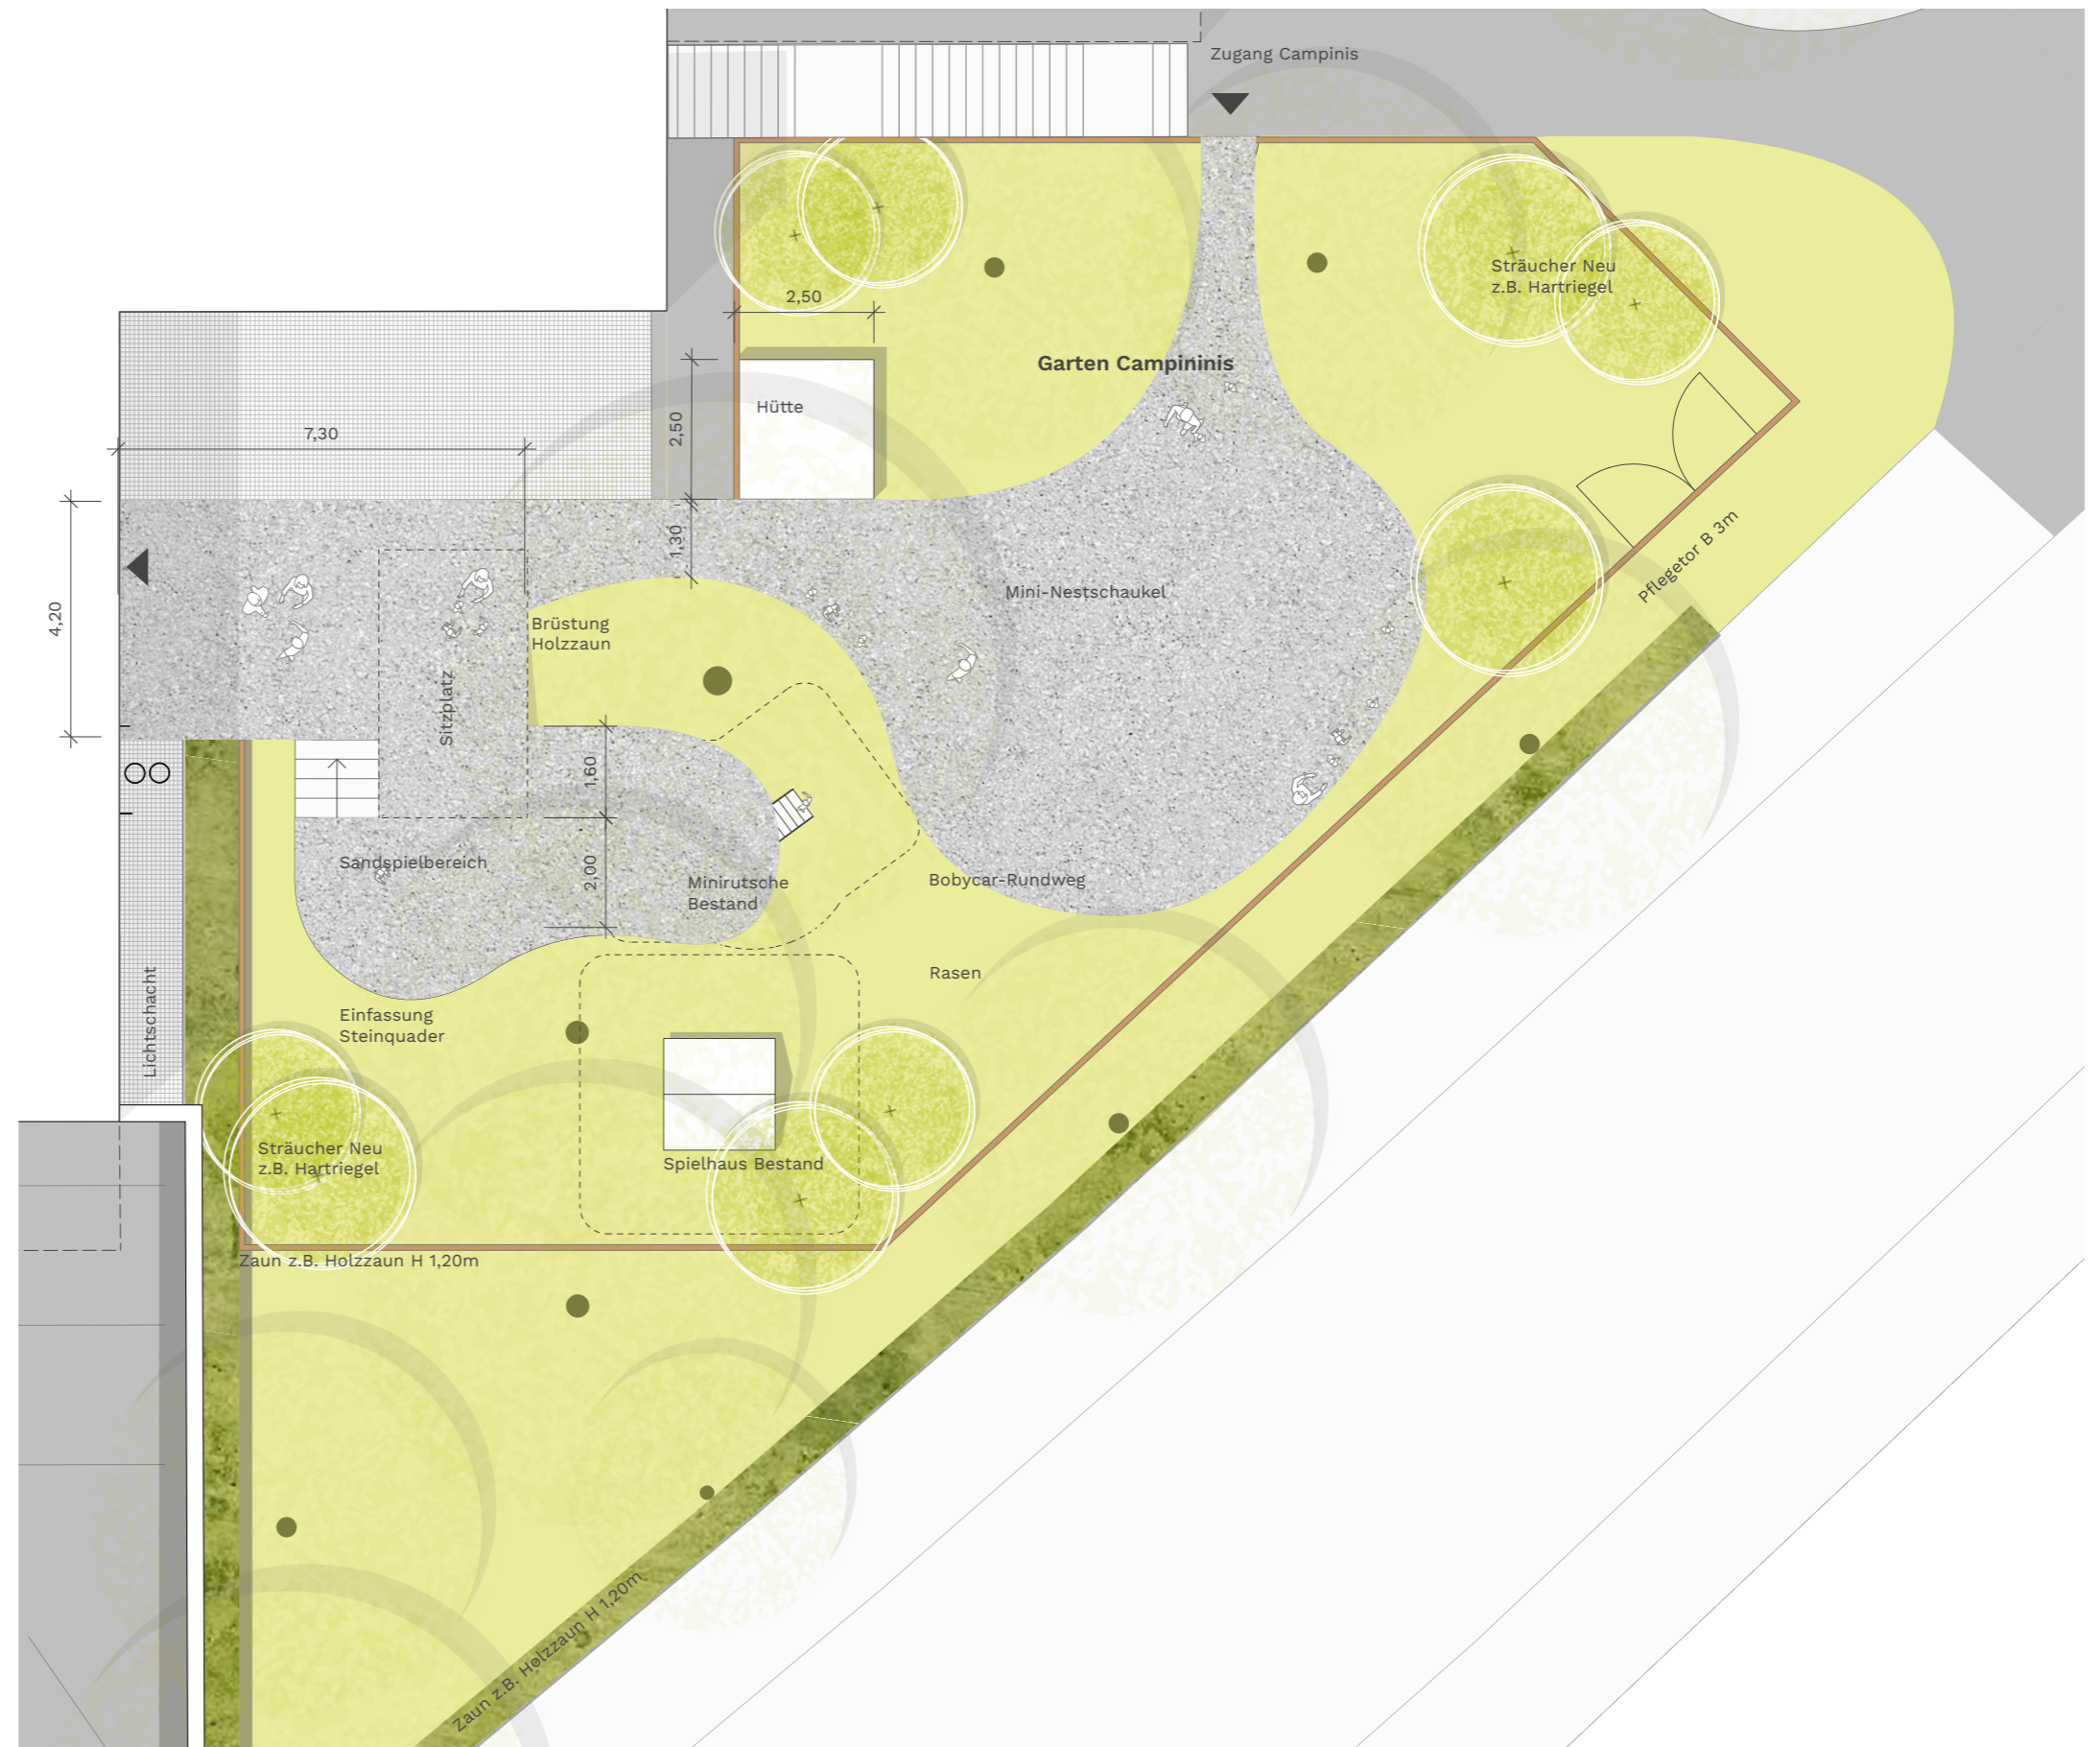 Zugang Campinis
Sträucher Neu
z.B. Hartriegel
2,50
Garten Campininis
Hütte
2,50
7,30
1,30
4,20
Pflegetor B 3m
Mini-Nestschaukel
Brüstung
Holzzaun
Sitzplatz
1,60
Sandspielbereich
2,00
Minirutsche
Bestand
Bobycar-Rundweg
Rasen
Lichtschacht
Einfassung
Steinquader
Sträucher Neu
z.B. Hartriegel
Spielhaus Bestand
Zaun z.B. Holzzaun H 1,20m
Zaun z.B. Holzzaun H 1,20m